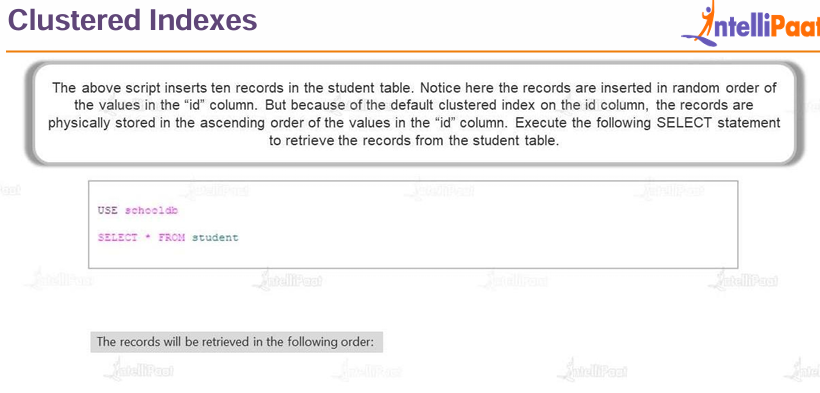 Clustered Indexes
IntelliPaat
The above script inserts ten records in the student table. Notice here the records are inserted in random order of
the values in the “id” column. But because of the default clustered index on the id column, the records are
physically stored in the ascending order of the values in the “id” column. Execute the following SELECT statement
to retrieve the records from the student table.
USE schooldb
SELECT * FROM student
The records will be retrieved in the following order: